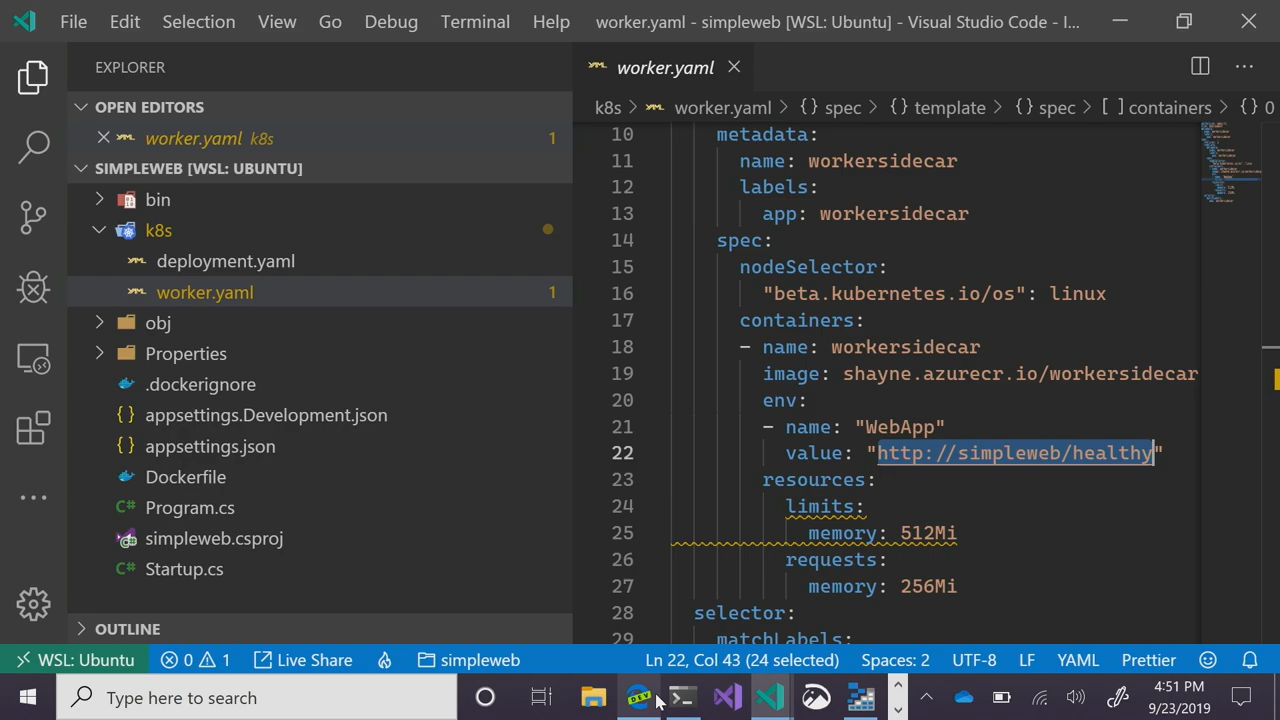 File Edit Selection View Go Debug Terminal Help worker.yaml - simpleweb [WSL: Ubuntu] - Visual Studio Code - I...
EXPLORER
OPEN EDITORS
worker.yaml k8s 1
SIMPLEWEB [WSL: UBUNTU]
bin
k8s
deployment.yaml
worker.yaml 1
obj
Properties
.dockerignore
appsettings.Development.json
appsettings.json
Dockerfile
Program.cs
simpleweb.csproj
Startup.cs
OUTLINE
worker.yaml
k8s > worker.yaml > {} spec > {} template > {} spec > [ ] containers > {} 0
10 metadata:
11 name: workersidecar
12 labels:
13 app: workersidecar
14 spec:
15 nodeSelector:
16 "beta.kubernetes.io/os": linux
17 containers:
18 - name: workersidecar
19 image: shayne.azurecr.io/workersidecar
20 env:
21 - name: "WebApp"
22 value: "http://simpleweb/healthy"
23 resources:
24 limits:
25 memory: 512Mi
26 requests:
27 memory: 256Mi
28 selector:
29 matchLabels:
WSL: Ubuntu 0 1 Live Share simpleweb Ln 22, Col 43 (24 selected) Spaces: 2 UTF-8 LF YAML Prettier
Type here to search
DEV
4:51 PM
9/23/2019